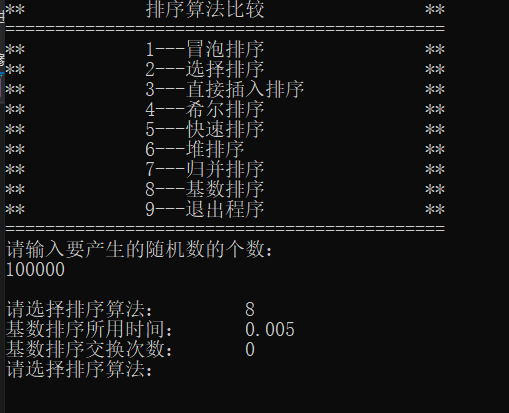 ** 排序算法比较 **
============================================
** 1---冒泡排序 **
** 2---选择排序 **
** 3---直接插入排序 **
** 4---希尔排序 **
** 5---快速排序 **
** 6---堆排序 **
** 7---归并排序 **
** 8---基数排序 **
** 9---退出程序 **
============================================
请输入要产生的随机数的个数:
100000
请选择排序算法: 8
基数排序所用时间: 0.005
基数排序交换次数: 0
请选择排序算法: